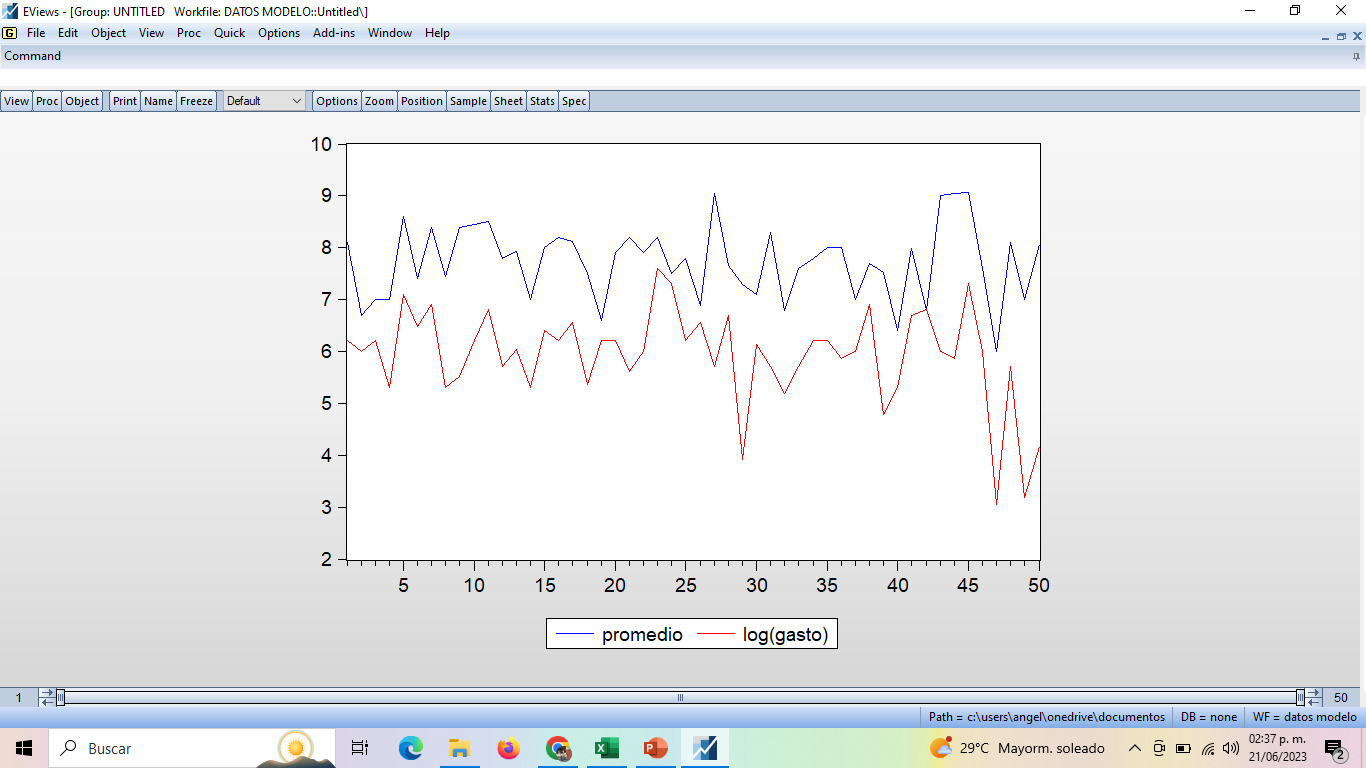 EViews - [Group: UNTITLED   Workfile: DATOS MODELO::Untitled\]
G File Edit Object View Proc Quick Options Add-ins Window Help
Command
View Proc Object Print Name Freeze Default Options Zoom Position Sample Sheet Stats Spec
10
9
8
7
6
5
4
3
2
5 10 15 20 25 30 35 40 45 50
promedio log(gasto)
1 50
Path = c:\users\angel\onedrive\documentos DB = none WF = datos modelo
Buscar 29°C Mayorm. soleado 02:37 p. m.
21/06/2023 2